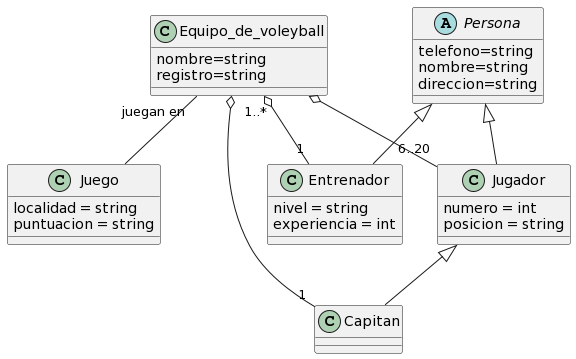 C Equipo_de_voleyball
nombre=string
registro=string
A Persona
telefono=string
nombre=string
direccion=string
juegan en
1..*
1
6..20
C Juego
localidad = string
puntuacion = string
C Entrenador
nivel = string
experiencia = int
C Jugador
numero = int
posicion = string
1
C Capitan